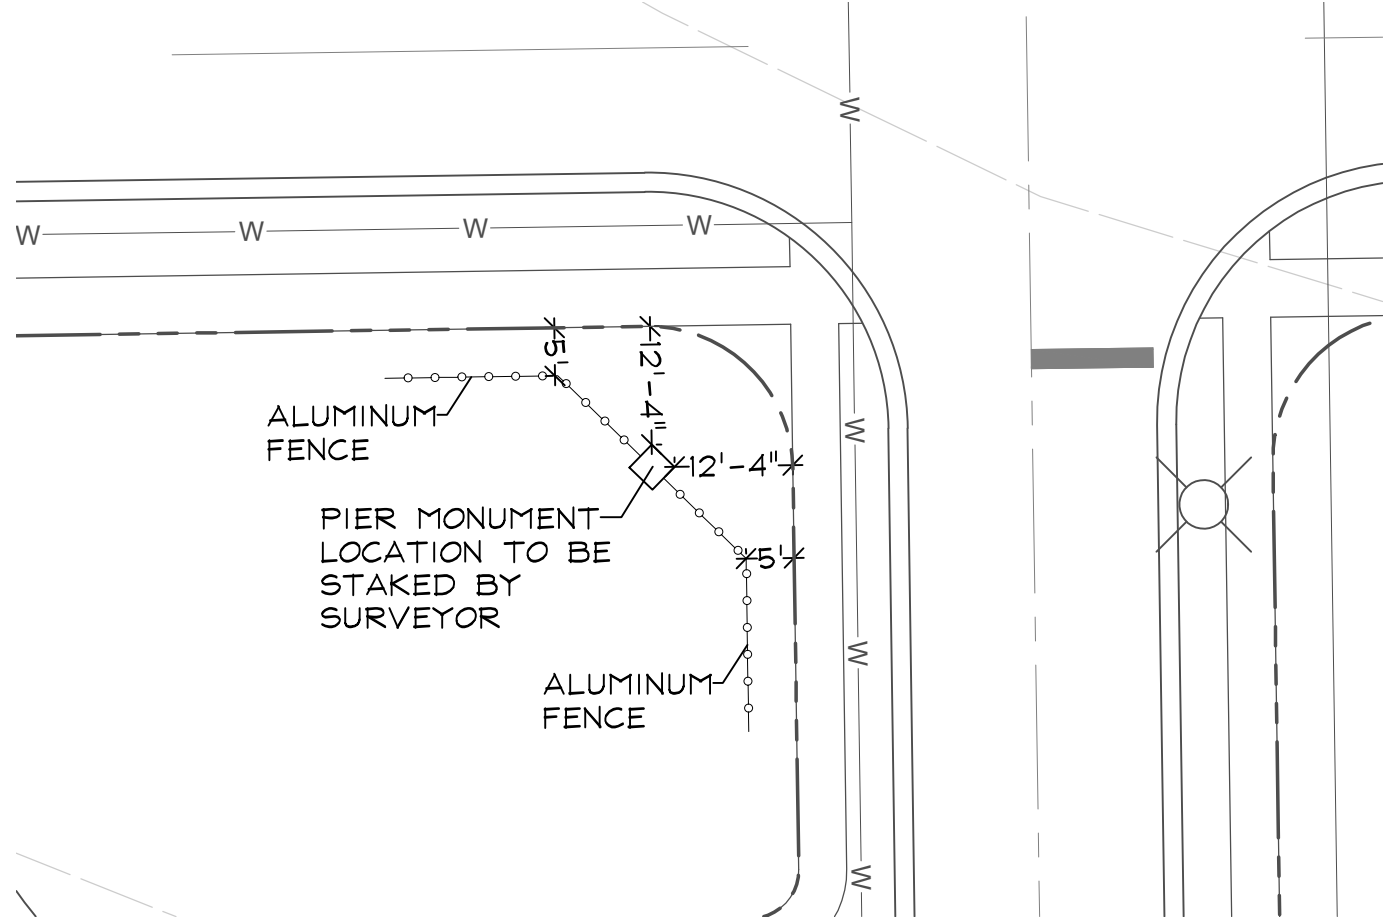 W
W
W
W
W
5'
12'-4"
ALUMINUM
FENCE
12'-4"
W
PIER MONUMENT
LOCATION TO BE
STAKED BY
SURVEYOR
5'
W
ALUMINUM
FENCE
W